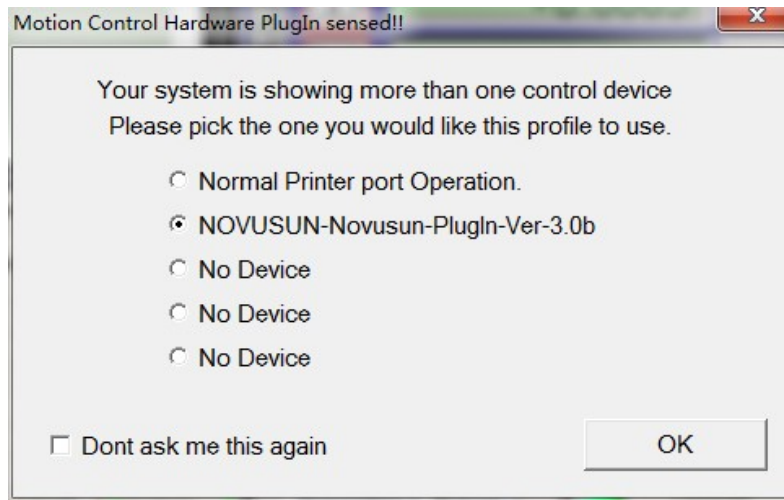 Motion Control Hardware PlugIn sensed!!
Your system is showing more than one control device
Please pick the one you would like this profile to use.
Normal Printer port Operation.
NOVUSUN-Novusun-PlugIn-Ver-3.0b
No Device
No Device
No Device
Dont ask me this again
OK